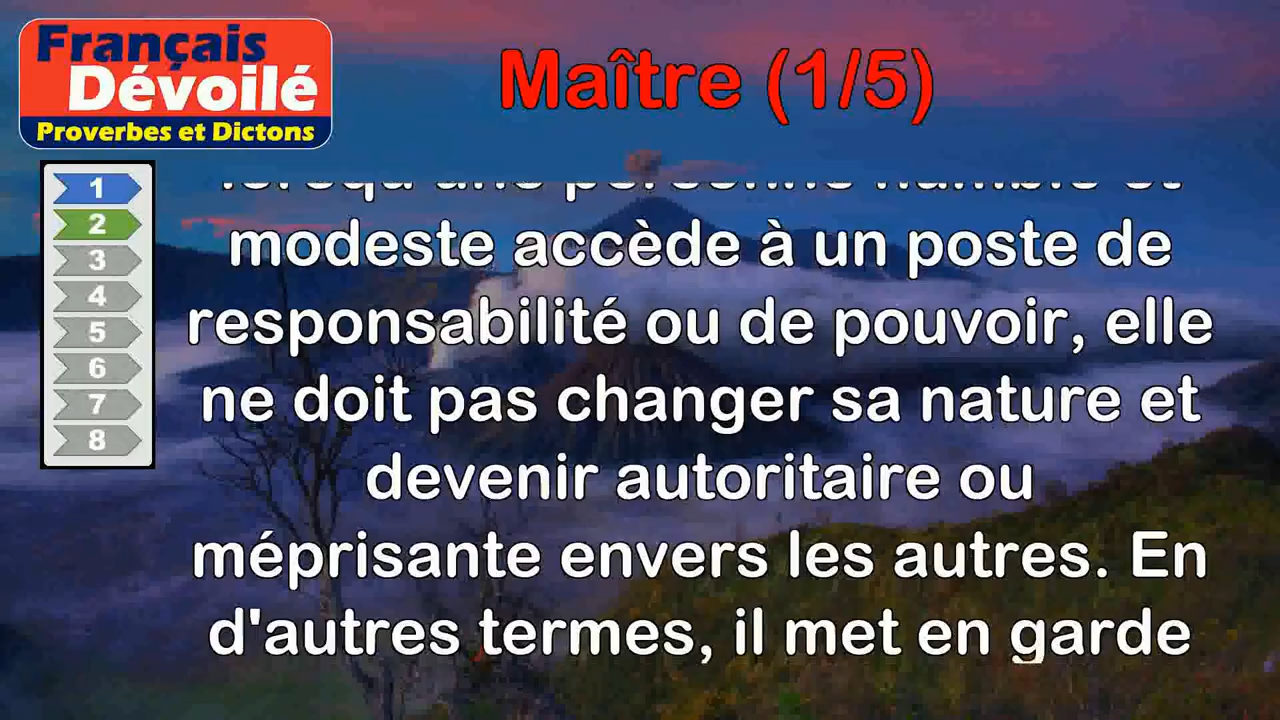 Français
Dévoilé
Proverbes et Dictons
Maître (1/5)
1
2
3
4
5
6
7
8
modeste accède à un poste de
responsabilité ou de pouvoir, elle
ne doit pas changer sa nature et
devenir autoritaire ou
méprisante envers les autres. En
d'autres termes, il met en garde